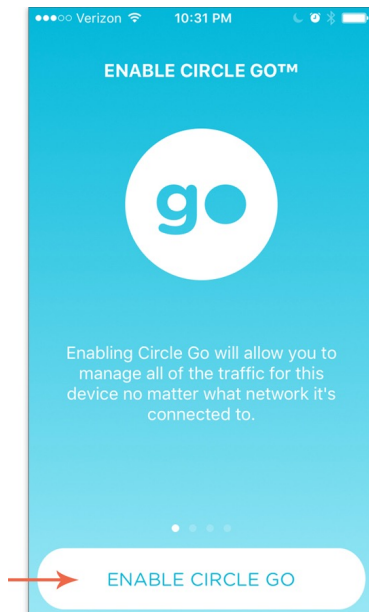 Verizon 10:31 PM
ENABLE CIRCLE GO™
go
Enabling Circle Go will allow you to
manage all of the traffic for this
device no matter what network it's
connected to.
ENABLE CIRCLE GO